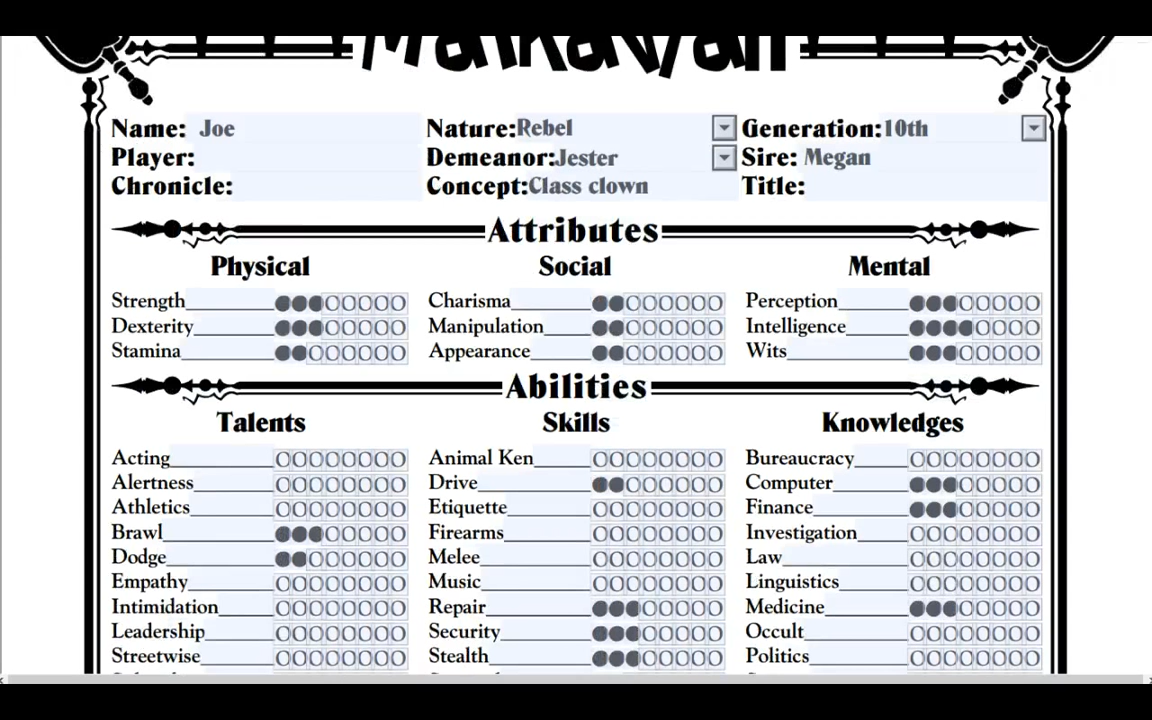 Malkavian
Name: Joe Nature:Rebel Generation:10th
Player: Demeanor:Jester Sire: Megan
Chronicle: Concept:Class clown Title:
Attributes
Physical Social Mental
Strength Charisma Perception
Dexterity Manipulation Intelligence
Stamina Appearance Wits
Abilities
Talents Skills Knowledges
Acting Animal Ken Bureaucracy
Alertness Drive Computer
Athletics Etiquette Finance
Brawl Firearms Investigation
Dodge Melee Law
Empathy Music Linguistics
Intimidation Repair Medicine
Leadership Security Occult
Streetwise Stealth Politics